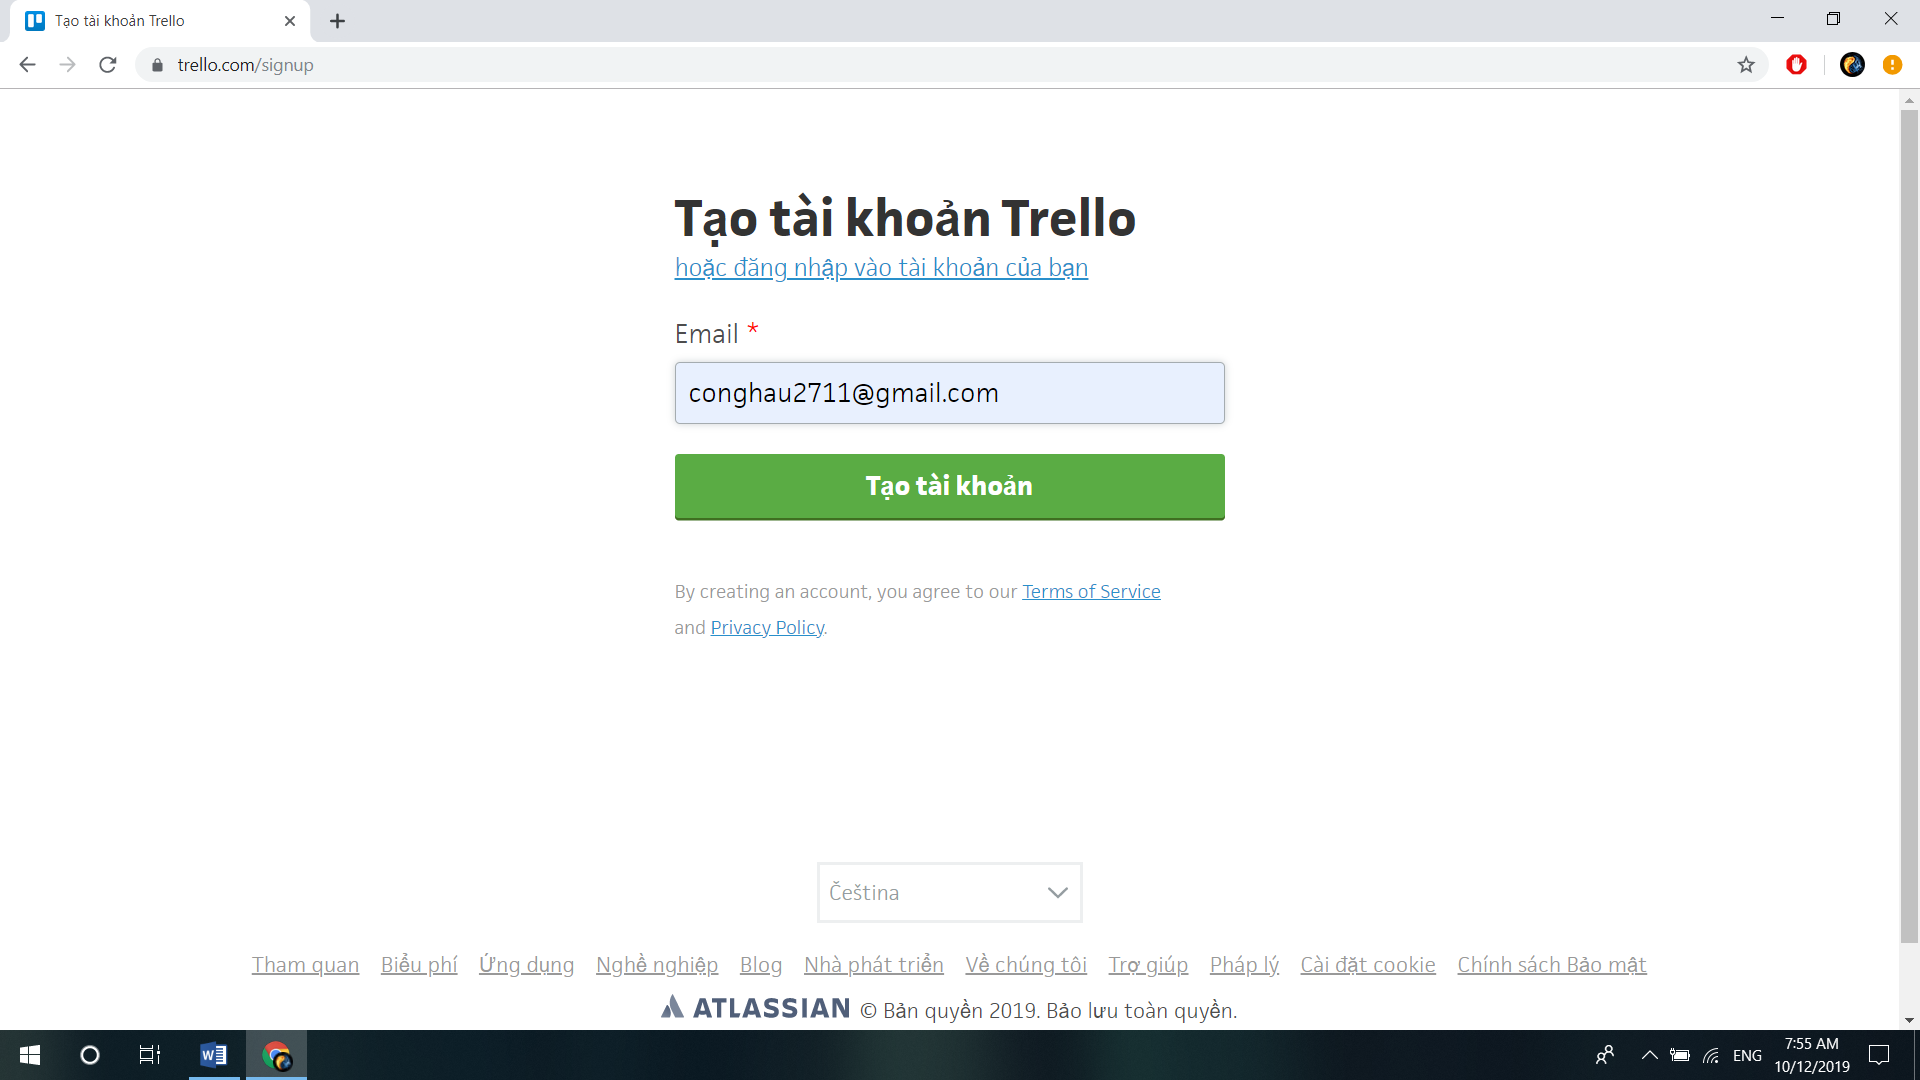 Tạo tài khoản Trello
trello.com/signup
Tạo tài khoản Trello
hoặc đăng nhập vào tài khoản của bạn
Email *
conghau2711@gmail.com
Tạo tài khoản
By creating an account, you agree to our Terms of Service
and Privacy Policy.
Čeština
Tham quan Biểu phí Ứng dụng Nghề nghiệp Blog Nhà phát triển Về chúng tôi Trợ giúp Pháp lý Cài đặt cookie Chính sách Bảo mật
ATLASSIAN © Bản quyền 2019. Bảo lưu toàn quyền.
ENG
7:55 AM
10/12/2019